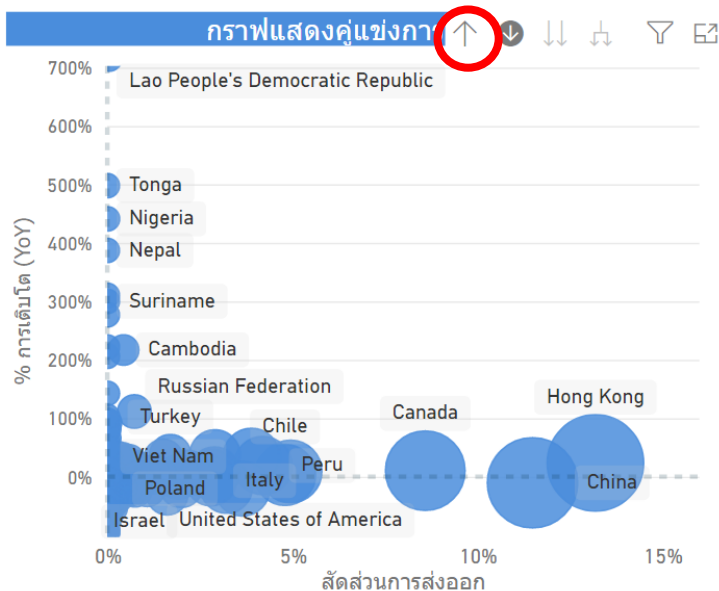 กราฟแสดงคู่แข่งกา
700%
Lao People's Democratic Republic
600%
500%
Tonga
Nigeria
400%
Nepal
300%
Suriname
200%
Cambodia
Russian Federation
Hong Kong
100%
Turkey
Canada
Chile
Viet Nam
Peru
0%
Italy
China
Poland
Israel
United States of America
0%
5%
10%
15%
% การเติบโต (YoY)
สัดส่วนการส่งออก